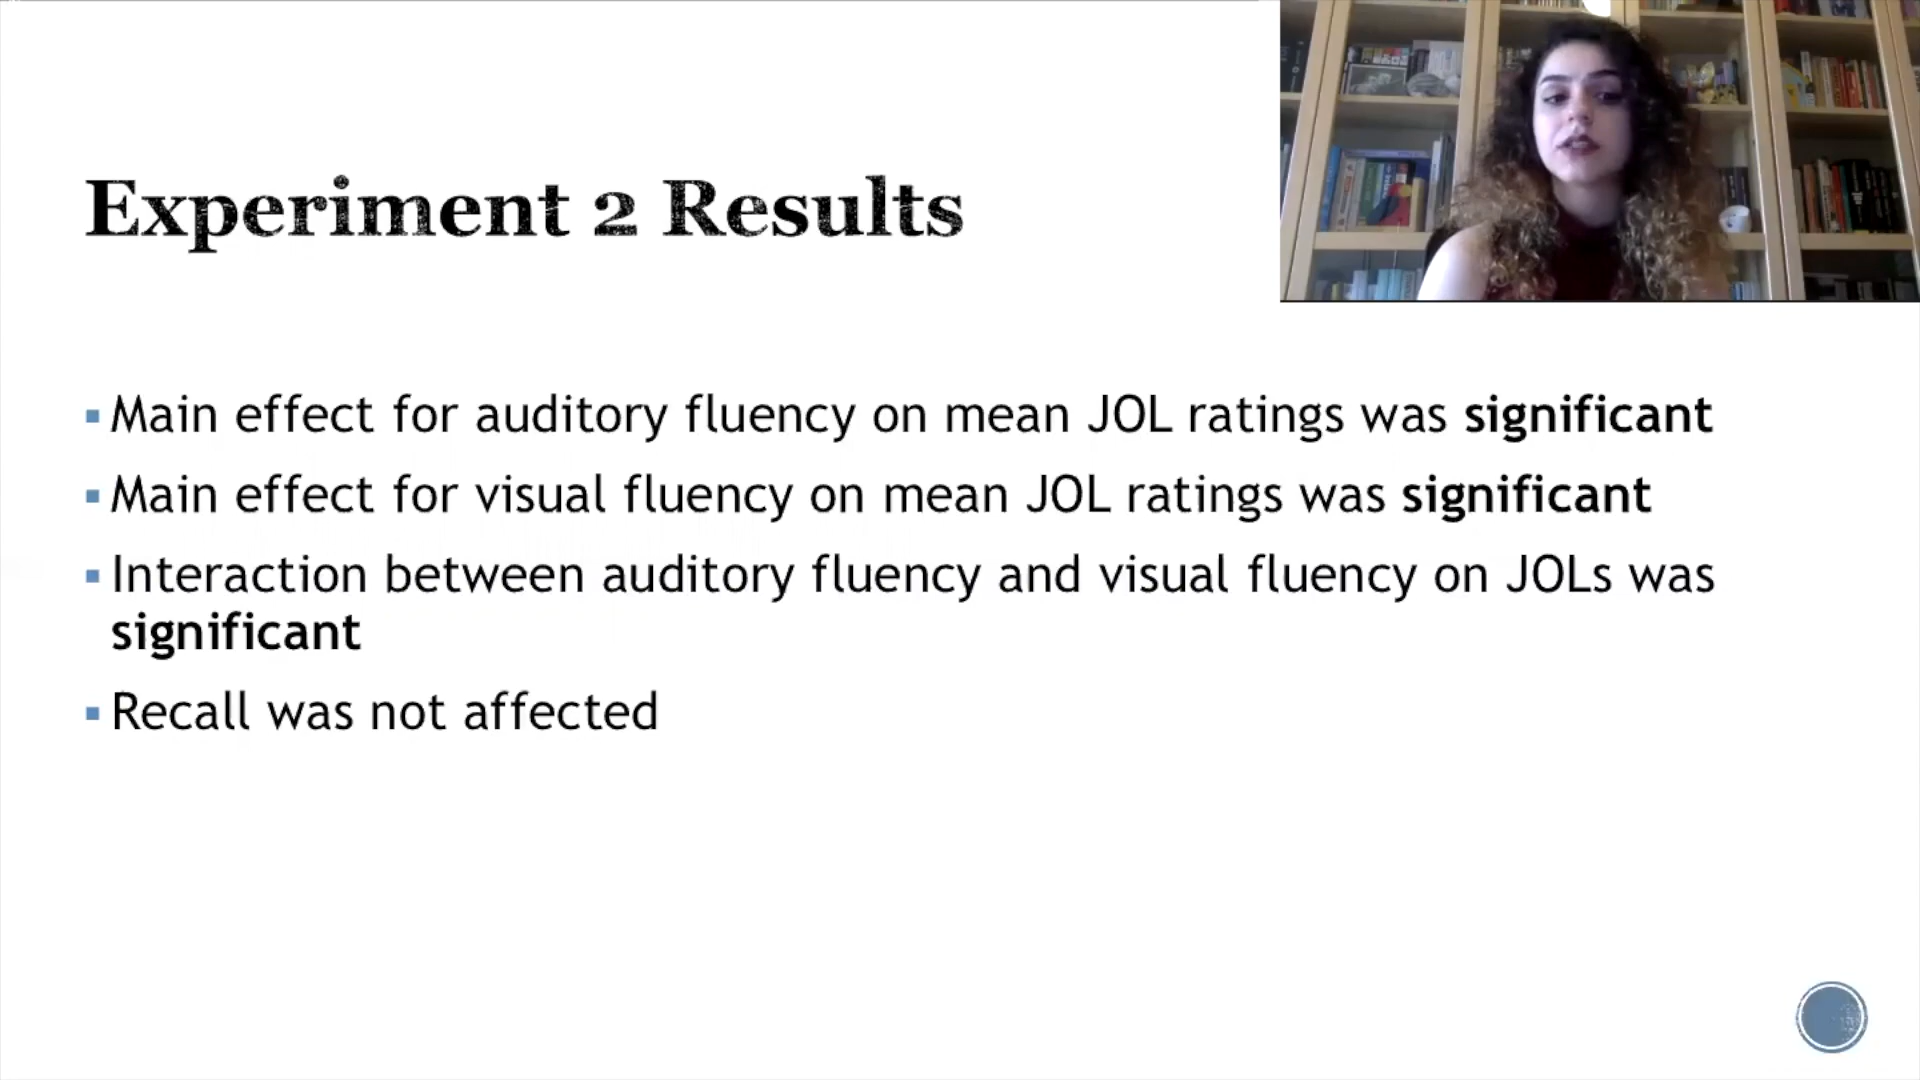 Experiment 2 Results
Main effect for auditory fluency on mean JOL ratings was significant
Main effect for visual fluency on mean JOL ratings was significant
Interaction between auditory fluency and visual fluency on JOLs was
significant
Recall was not affected